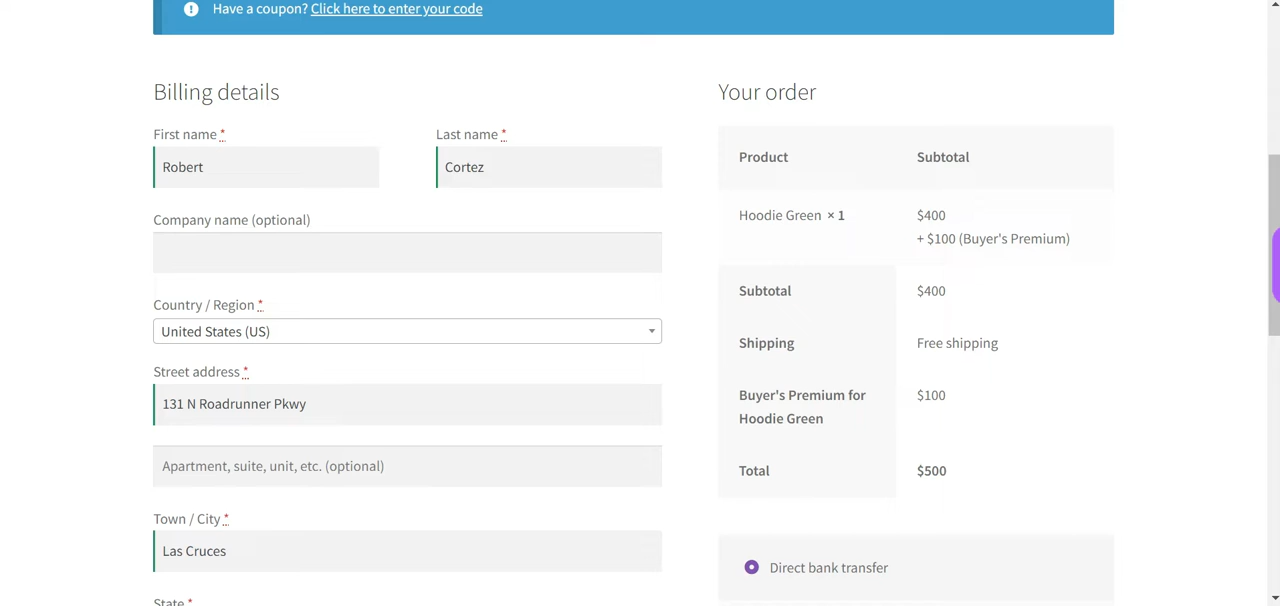 Have a coupon? Click here to enter your code
Billing details
First name *
Last name *
Robert
Cortez
Company name (optional)
Country / Region *
United States (US)
Street address *
131 N Roadrunner Pkwy
Apartment, suite, unit, etc. (optional)
Town / City *
Las Cruces
State *
Your order
Product Subtotal
Hoodie Green × 1 $400
+ $100 (Buyer's Premium)
Subtotal $400
Shipping Free shipping
Buyer's Premium for $100
Hoodie Green
Total $500
Direct bank transfer